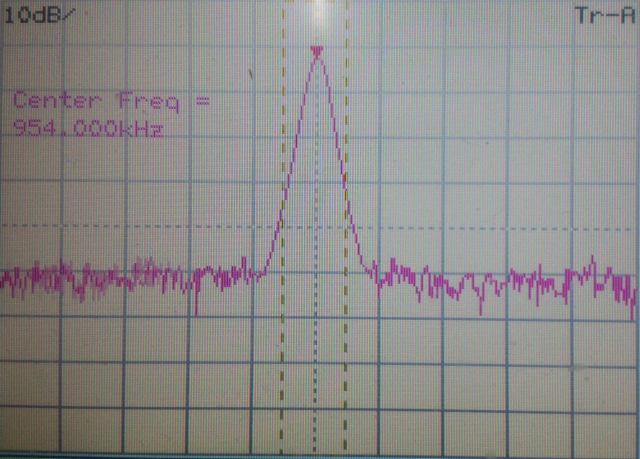 10dB/
Tr-A
Center Freq =
954.000kHz